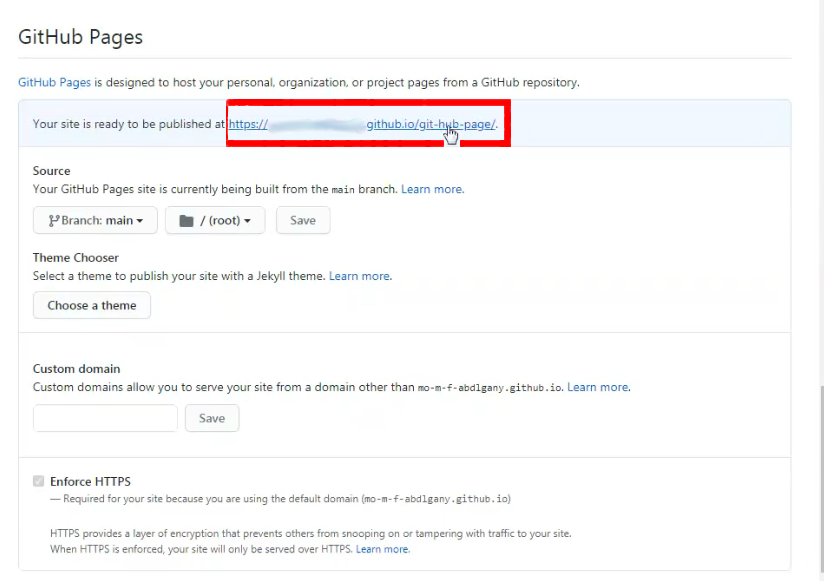 GitHub Pages
GitHub Pages is designed to host your personal, organization, or project pages from a GitHub repository.
Your site is ready to be published at https:// .github.io/git-hub-page/.
Source
Your GitHub Pages site is currently being built from the main branch. Learn more.
Branch: main / (root) Save
Theme Chooser
Select a theme to publish your site with a Jekyll theme. Learn more.
Choose a theme
Custom domain
Custom domains allow you to serve your site from a domain other than mo-m-f-abdlgany.github.io. Learn more.
Save
Enforce HTTPS
— Required for your site because you are using the default domain (mo-m-f-abdlgany.github.io)
HTTPS provides a layer of encryption that prevents others from snooping on or tampering with traffic to your site.
When HTTPS is enforced, your site will only be served over HTTPS. Learn more.